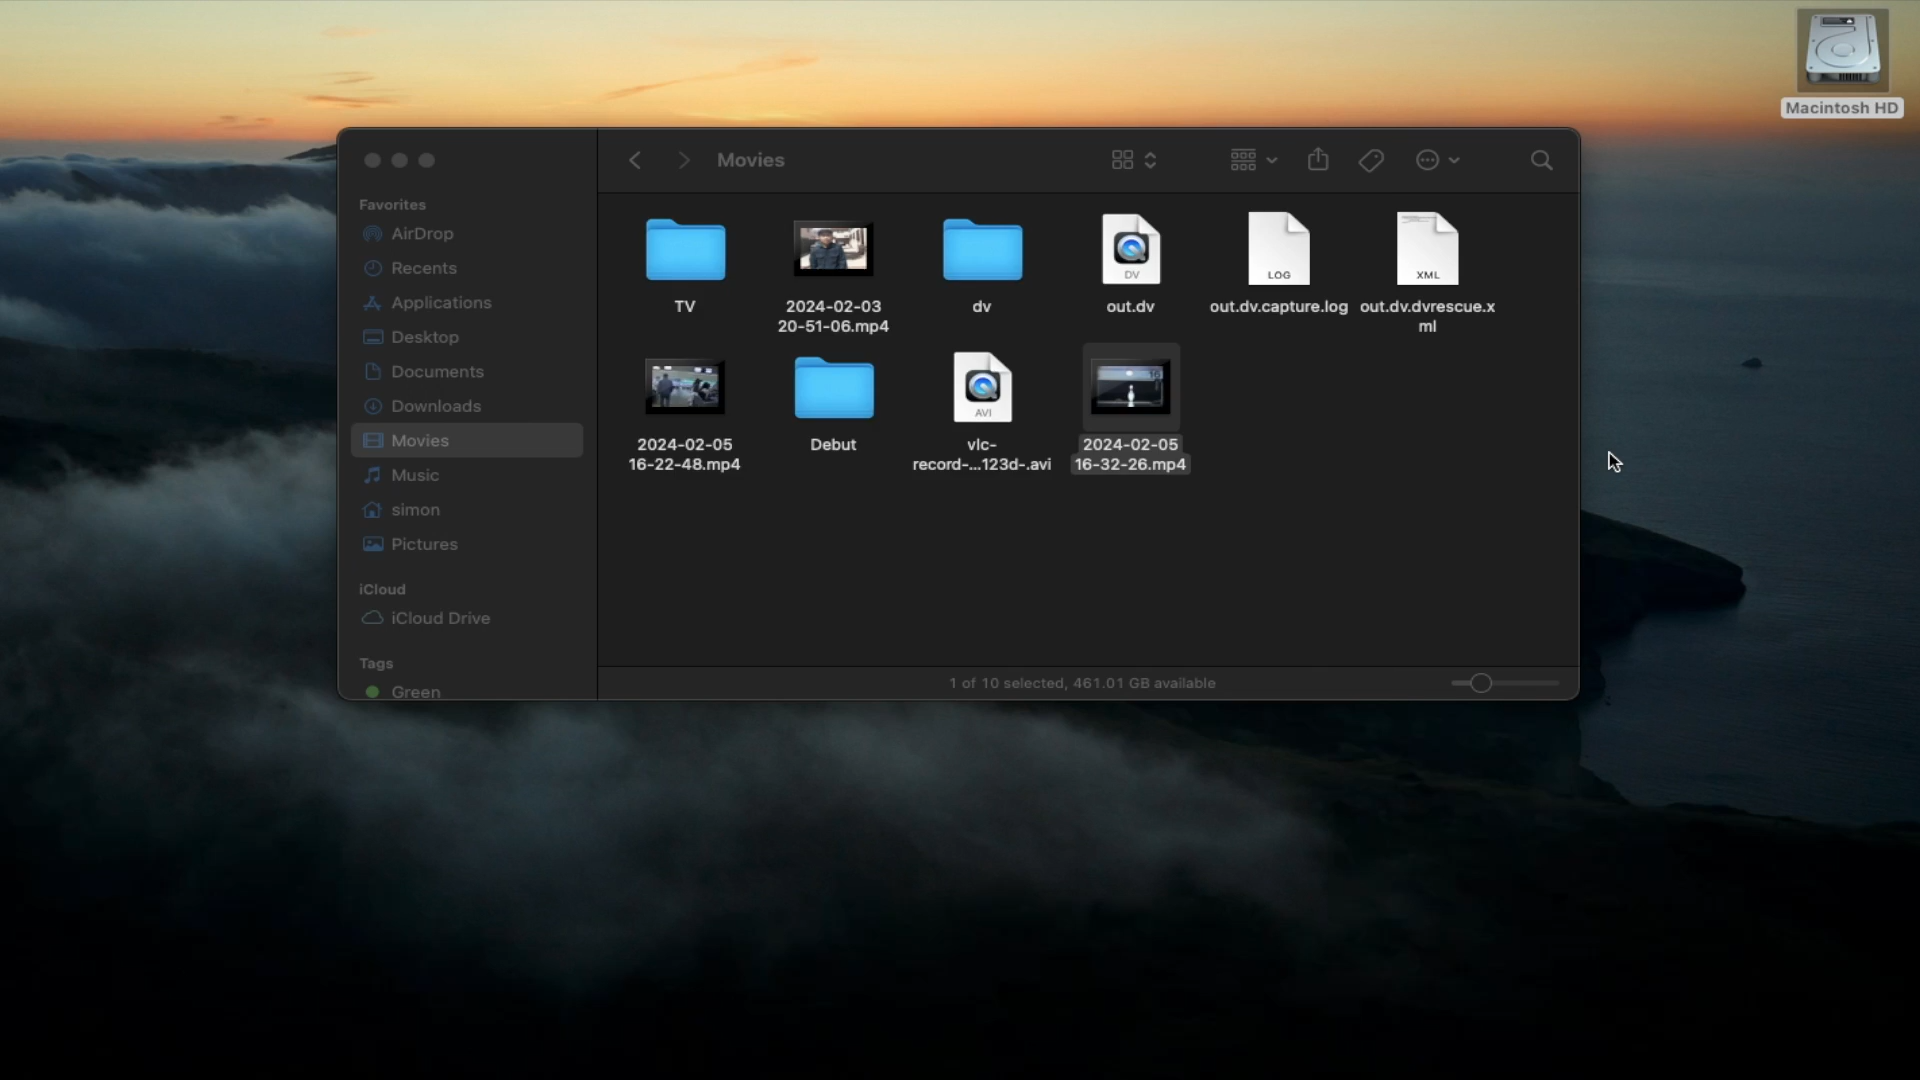 Macintosh HD
Movies
Favorites
AirDrop
Recents
Applications
Desktop
Documents
Downloads
Movies
Music
simon
Pictures
iCloud
iCloud Drive
Tags
Green
TV
2024-02-03
20-51-06.mp4
dv
DV
out.dv
LOG
out.dv.capture.log
XML
out.dv.dvrescue.x
ml
2024-02-05
16-22-48.mp4
Debut
AVI
vlc-
record-...123d-.avi
16
2024-02-05
16-32-26.mp4
1 of 10 selected, 461.01 GB available